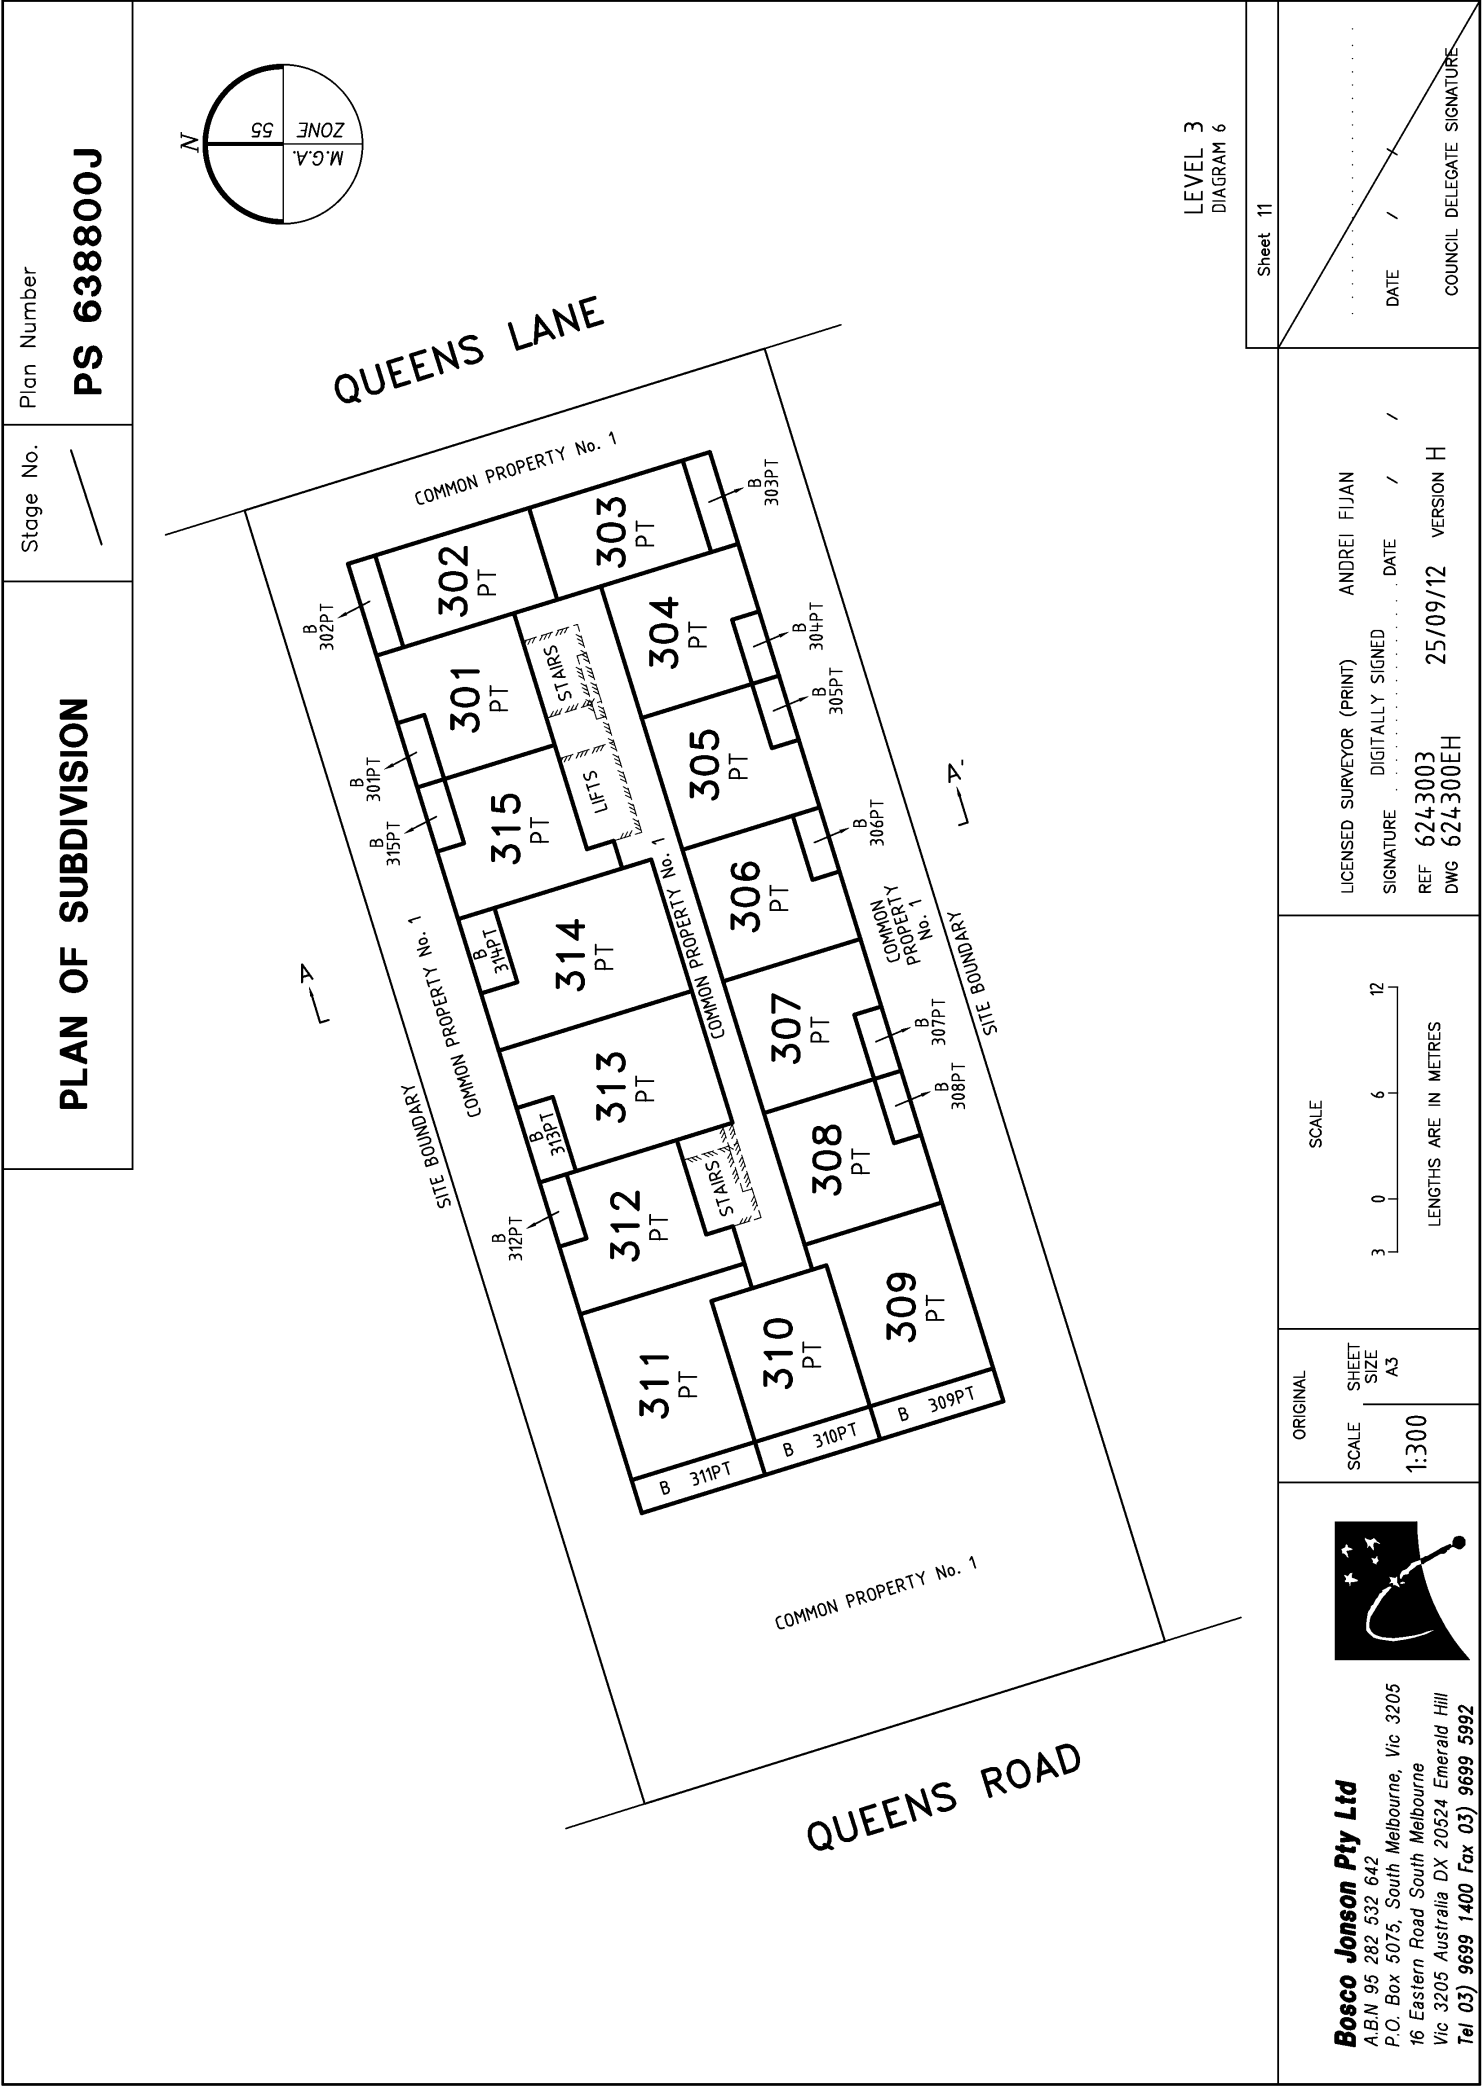 PLAN OF SUBDIVISION
Stage No.
Plan Number
PS 638800J
N
55
ZONE
M.G.A.
QUEENS LANE
COMMON PROPERTY No. 1
302
PT
303
PT
B
302PT
B
303PT
301
PT
304
PT
B
301PT
B
304PT
STAIRS
LIFTS
315
PT
305
PT
B
315PT
B
305PT
314
PT
306
PT
B
314PT
B
306PT
COMMON PROPERTY No. 1
COMMON PROPERTY No. 1
COMMON
PROPERTY
No. 1
SITE BOUNDARY
SITE BOUNDARY
A
A'
313
PT
307
PT
B
313PT
B
307PT
312
PT
308
PT
B
312PT
B
308PT
STAIRS
311
PT
310
PT
309
PT
B 311PT
B 310PT
B 309PT
COMMON PROPERTY No. 1
QUEENS ROAD
LEVEL 3
DIAGRAM 6
Sheet 11
Bosco Jonson Pty Ltd
A.B.N 95 282 532 642
P.O. Box 5075, South Melbourne, Vic 3205
16 Eastern Road South Melbourne
Vic 3205 Australia DX 20524 Emerald Hill
Tel 03) 9699 1400 Fax 03) 9699 5992
ORIGINAL
SCALE
SHEET
SIZE
A3
1:300
SCALE
3 0 6 12
LENGTHS ARE IN METRES
LICENSED SURVEYOR (PRINT) ANDREI FIJAN
SIGNATURE DIGITALLY SIGNED DATE / /
REF 6243003
25/09/12 VERSION H
DWG 624300EH
DATE / /
COUNCIL DELEGATE SIGNATURE